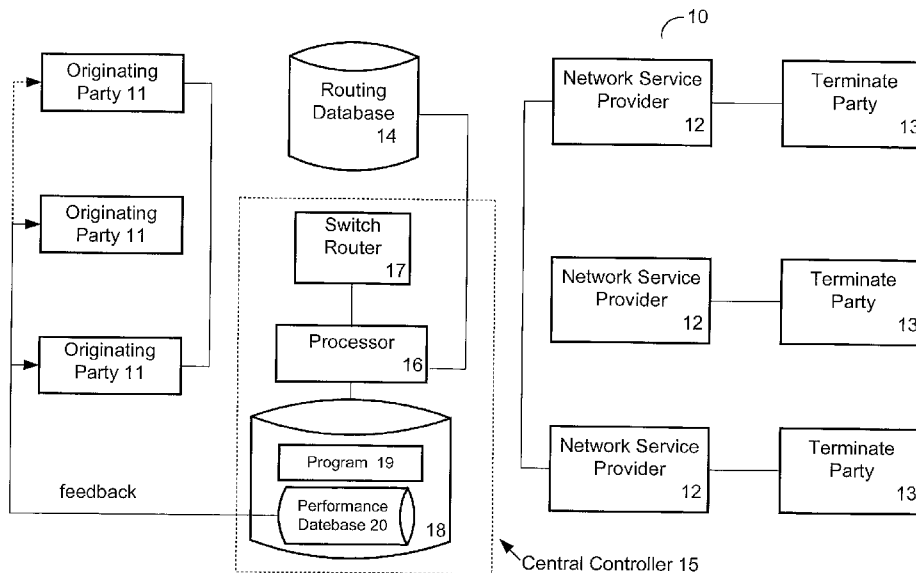 10
Originating
Party 11
Originating
Party 11
Originating
Party 11
feedback
Routing
Database
14
Switch
Router
17
Processor
16
Program 19
Performance
Datebase 20
18
Central Controller 15
Network Service
Provider
12
Terminate
Party
13
Network Service
Provider
12
Terminate
Party
13
Network Service
Provider
12
Terminate
Party
13